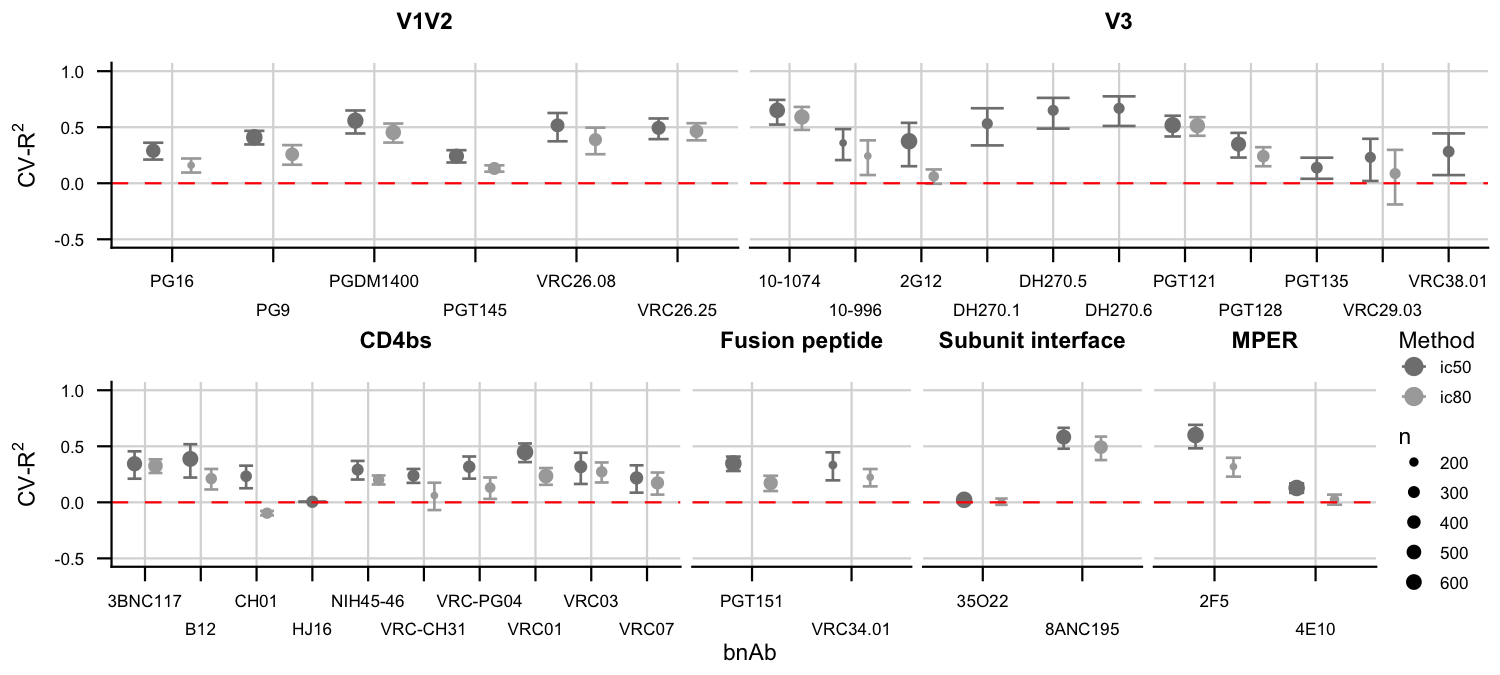 V1V2
V3
1.0
0.5
0.0
-0.5
CV-R²
PG16
PGDM1400
VRC26.08
10-1074
2G12
DH270.5
PGT121
PGT135
VRC38.01
PG9
PGT145
VRC26.25
10-996
DH270.1
DH270.6
PGT128
VRC29.03
CD4bs
Fusion peptide
Subunit interface
MPER
Method
ic50
ic80
n
200
300
400
500
600
1.0
0.5
0.0
-0.5
CV-R²
3BNC117
CH01
NIH45-46
VRC-PG04
VRC03
PGT151
35O22
2F5
B12
HJ16
VRC-CH31
VRC01
VRC07
VRC34.01
8ANC195
4E10
bnAb